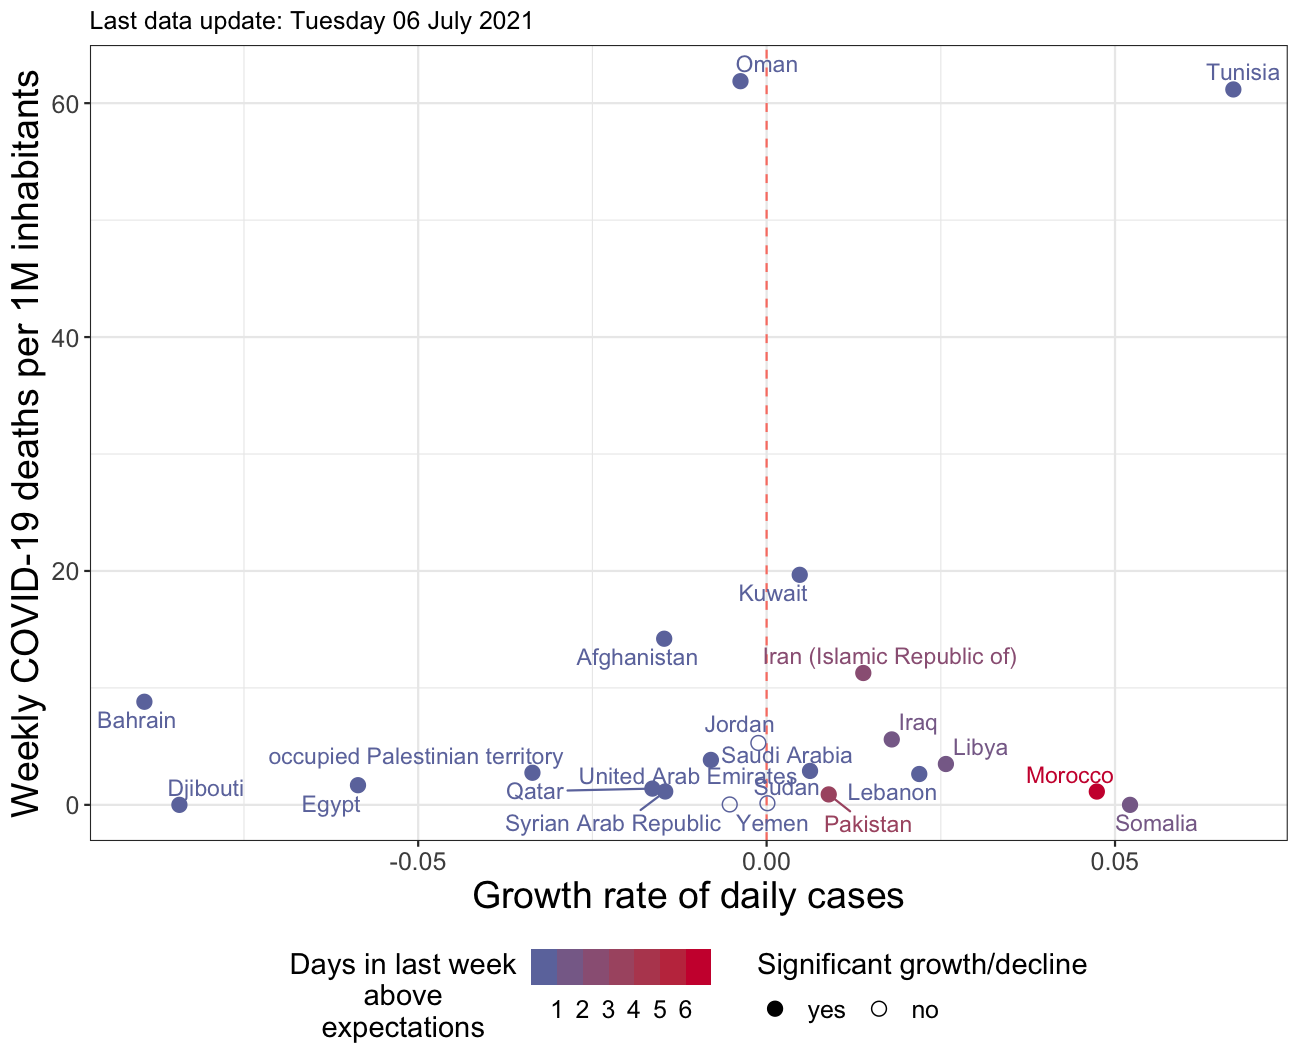 Last data update: Tuesday 06 July 2021
Weekly COVID-19 deaths per 1M inhabitants
60
40
20
0
Oman
Tunisia
Kuwait
Afghanistan
Iran (Islamic Republic of)
Bahrain
Jordan
Iraq
Libya
occupied Palestinian territory
Saudi Arabia
United Arab Emirates
Morocco
Djibouti
Egypt
Qatar
Sudan
Lebanon
Syrian Arab Republic
Yemen
Pakistan
Somalia
-0.05
0.00
0.05
Growth rate of daily cases
Days in last week
above
expectations
1 2 3 4 5 6
Significant growth/decline
yes
no